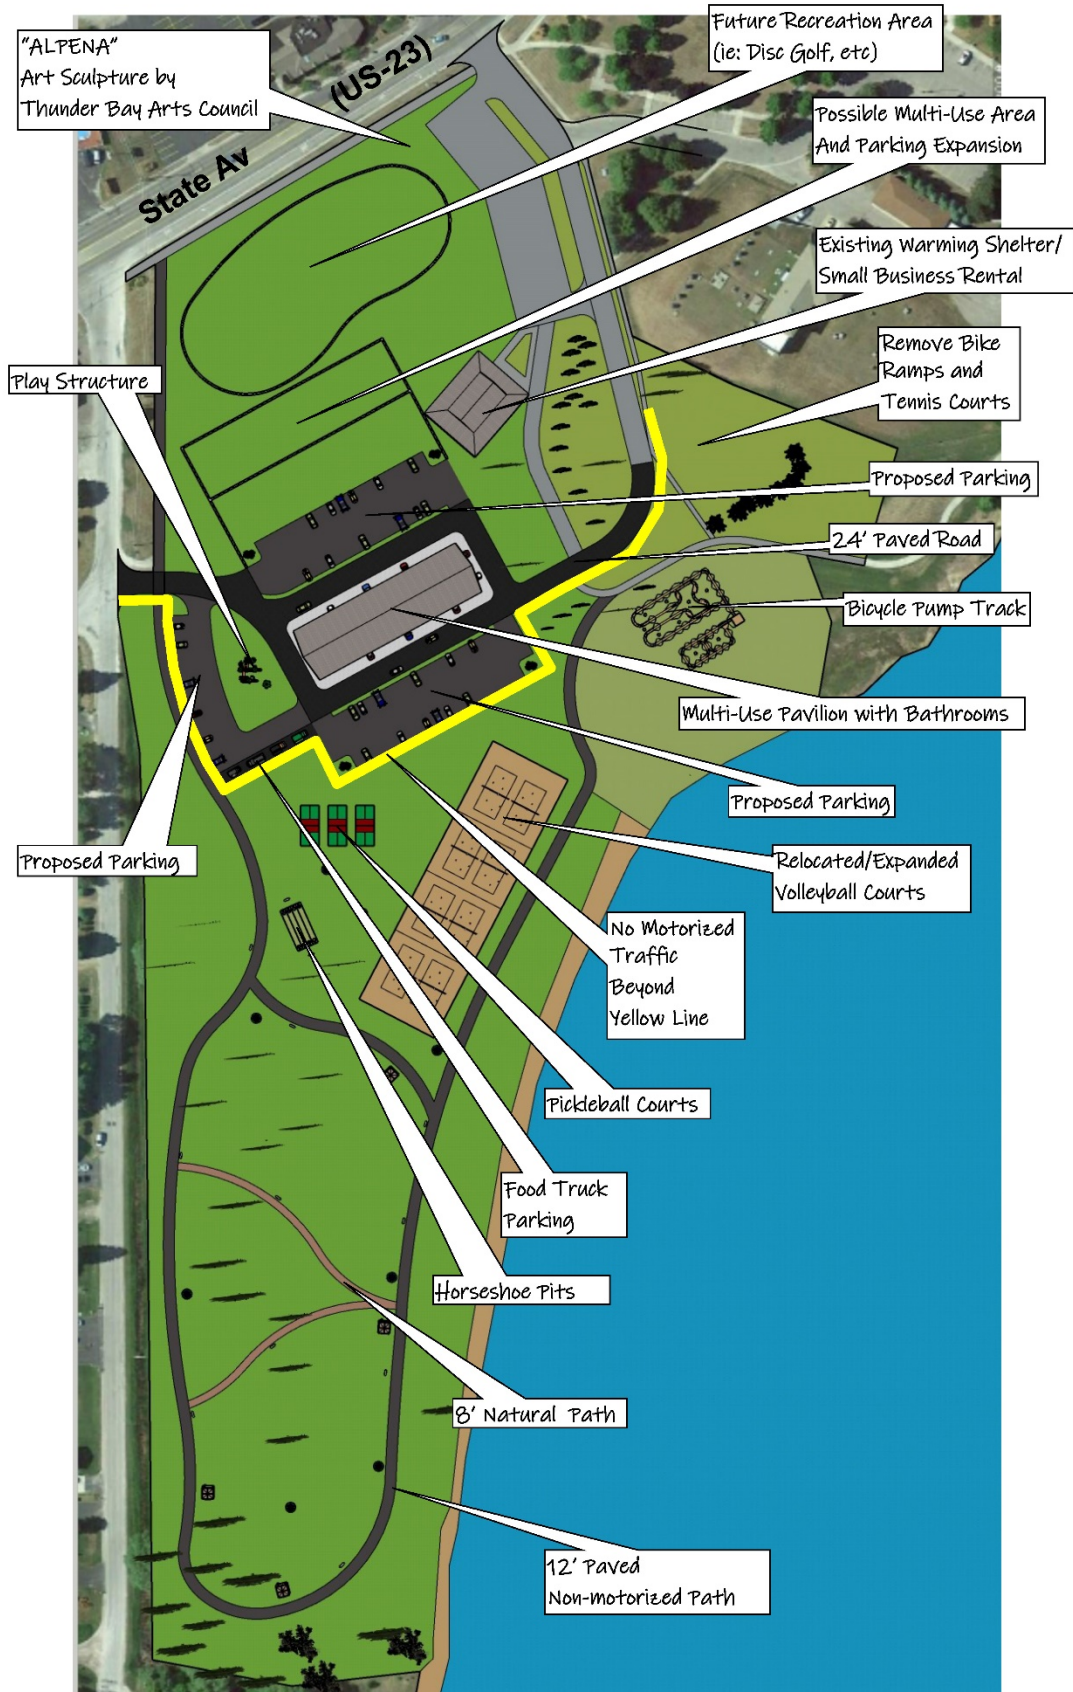 "ALPENA"
Art Sculpture by
Thunder Bay Arts Council
Future Recreation Area
(ie: Disc Golf, etc)
State Av
(US-23)
Possible Multi-Use Area
And Parking Expansion
Existing Warming Shelter/
Small Business Rental
Remove Bike
Ramps and
Tennis Courts
Play Structure
Proposed Parking
24' Paved Road
Bicycle Pump Track
Multi-Use Pavilion with Bathrooms
Proposed Parking
Proposed Parking
Relocated/Expanded
Volleyball Courts
No Motorized
Traffic
Beyond
Yellow Line
Pickleball Courts
Food Truck
Parking
Horseshoe Pits
8' Natural Path
12' Paved
Non-motorized Path